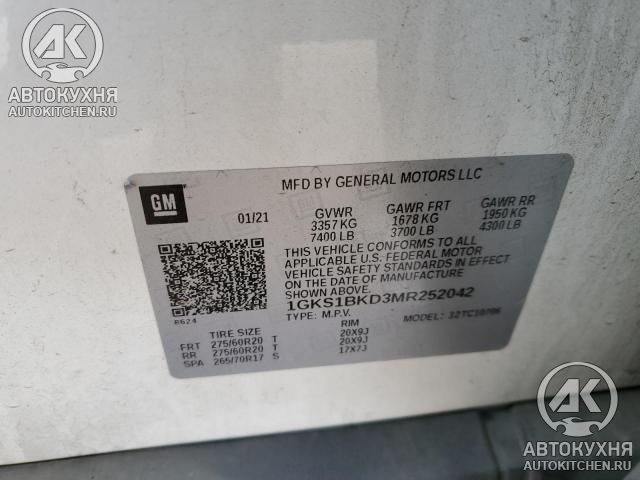 АК
АВТОКУХНЯ
AUTOKITCHEN.RU
GM
MFD BY GENERAL MOTORS LLC
01/21
GVWR GAWR FRT GAWR RR
3357 KG 1678 KG 1950 KG
7400 LB 3700 LB 4300 LB
THIS VEHICLE CONFORMS TO ALL
APPLICABLE U.S. FEDERAL MOTOR
VEHICLE SAFETY STANDARDS IN EFFECT
ON THE DATE OF MANUFACTURE
1GKS1BKD3MR252042
8624
TYPE: M.P.V. MODEL: 32TC10706
TIRE SIZE RIM
FRT 275/60R20 T 20X9J
RR 275/60R20 T 20X9J
SPA 265/70R17 S 17X7J
АК
АВТОКУХНЯ
AUTOKITCHEN.RU